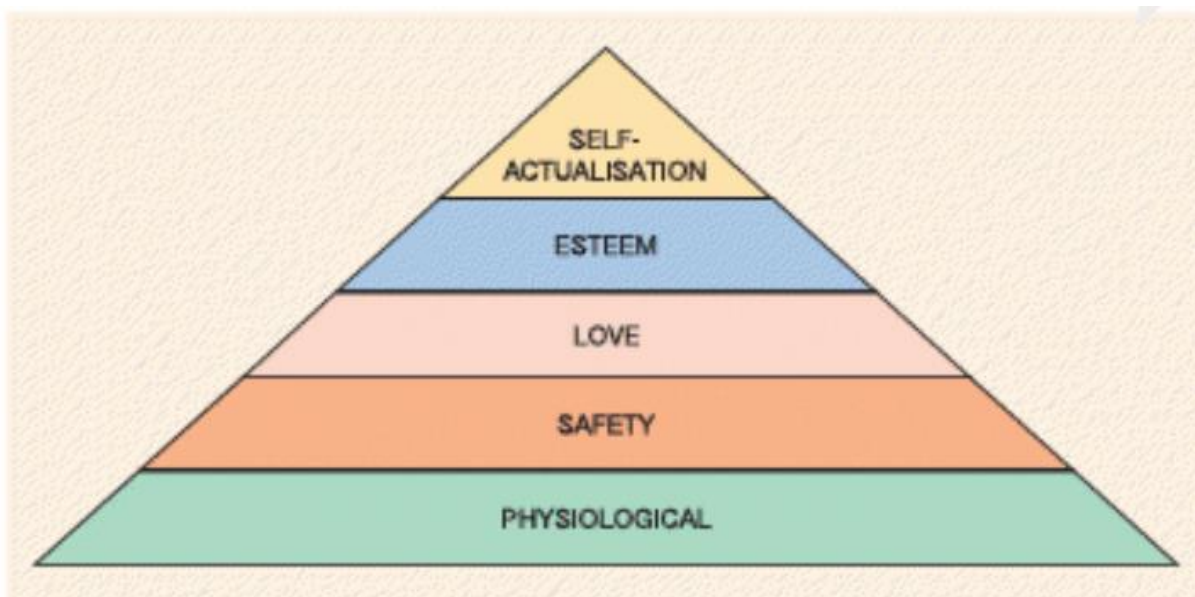 SELF-
ACTUALISATION
ESTEEM
LOVE
SAFETY
PHYSIOLOGICAL